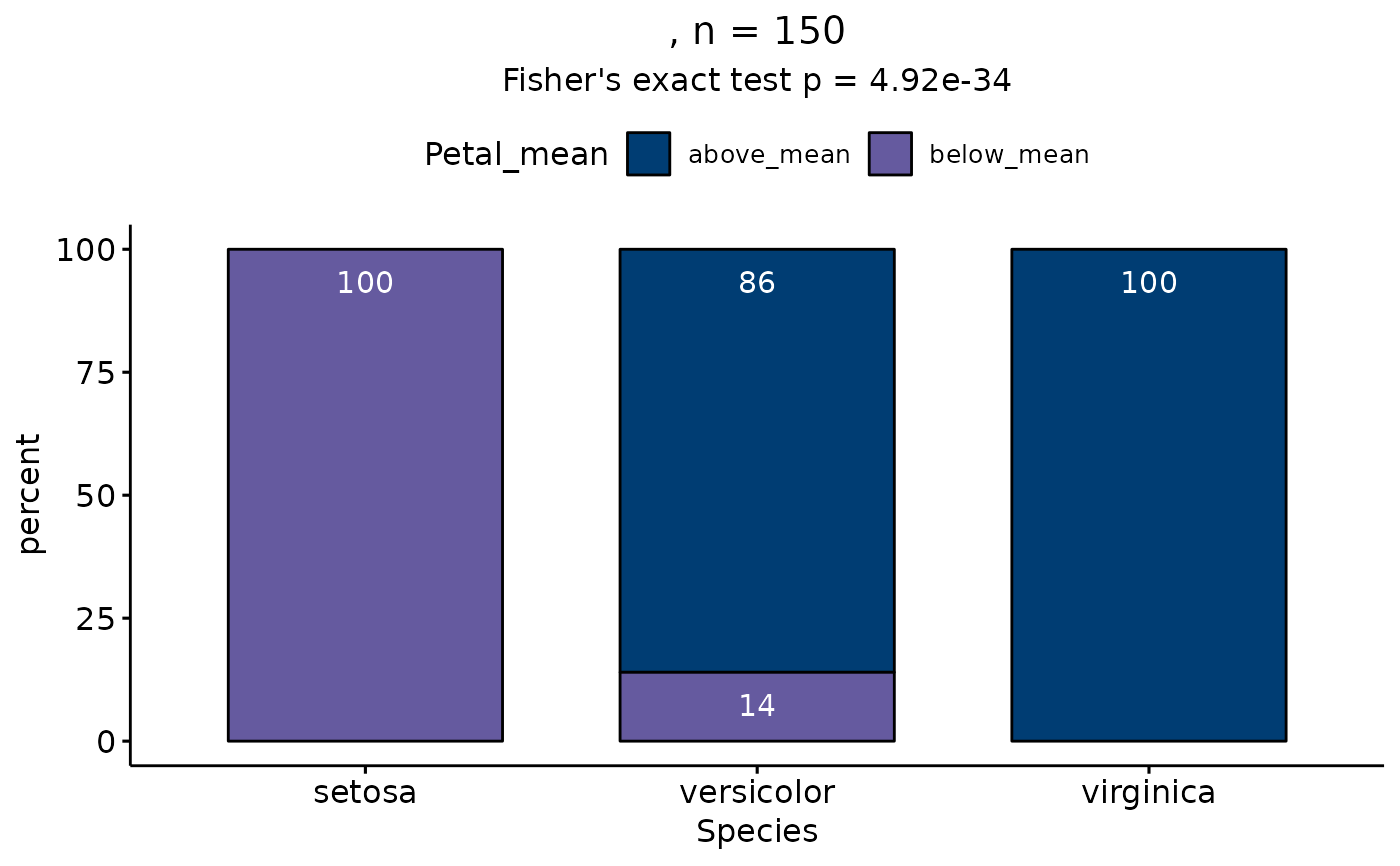 , n = 150
Fisher's exact test p = 4.92e-34
Petal_mean above_mean below_mean
100
75
50
25
0
percent
100
86
14
100
setosa versicolor virginica
Species